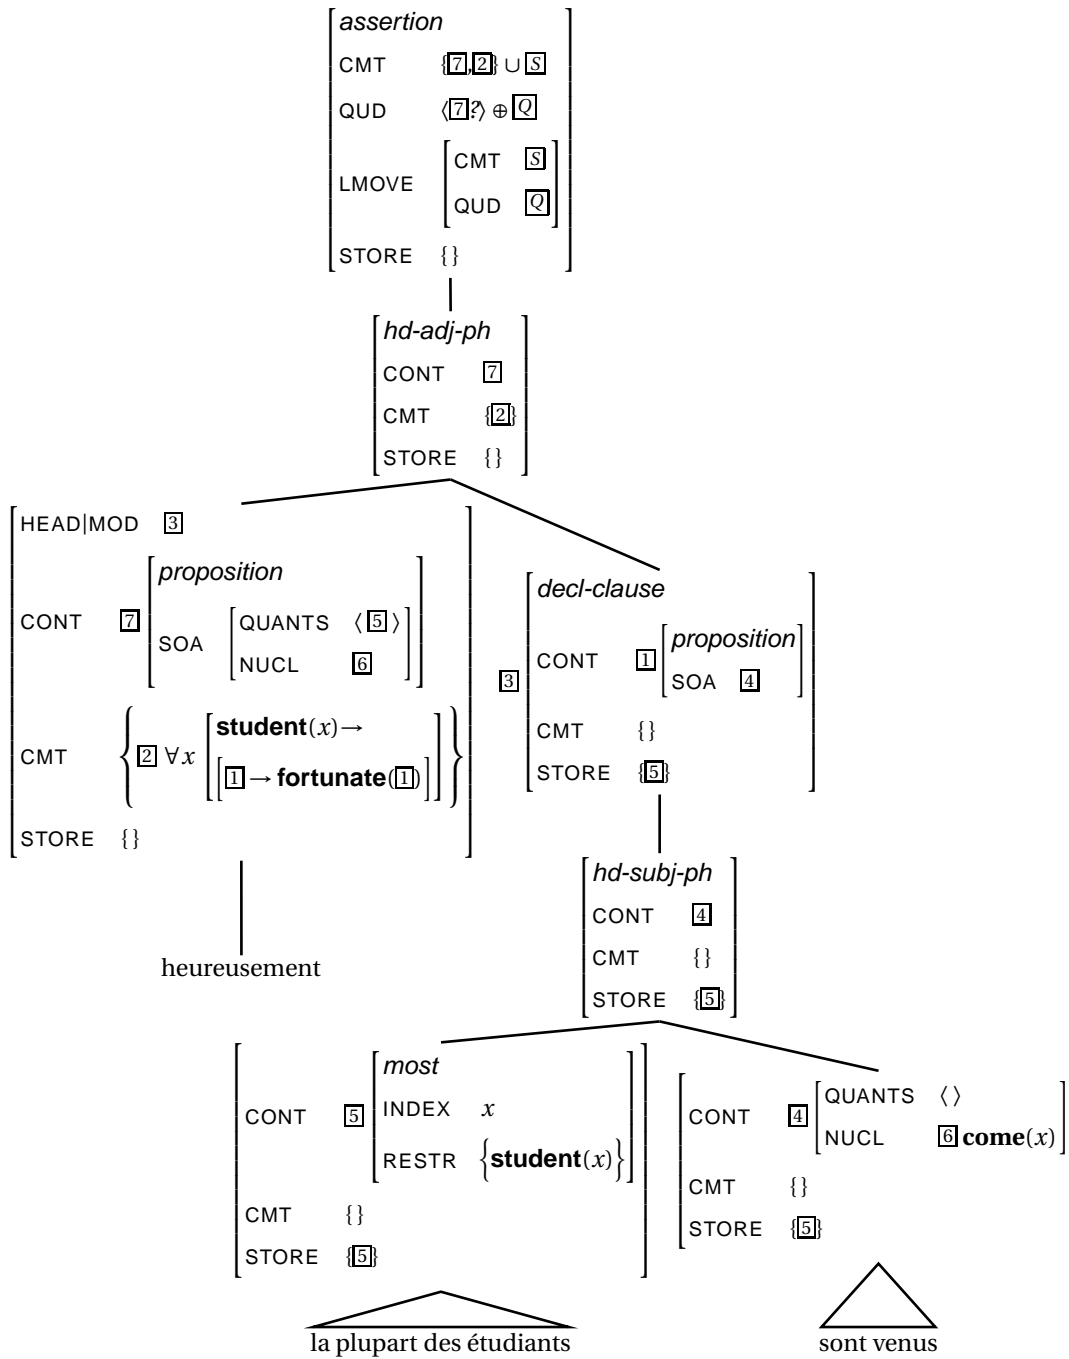 assertion
CMT {7,2} ∪ S
QUD ⟨7?⟩ ⊕ Q
LMOVE
CMT S
QUD Q
STORE {}
hd-adj-ph
CONT 7
CMT {2}
STORE {}
HEAD|MOD 3
CONT 7
proposition
SOA
QUANTS ⟨5⟩
NUCL 6
CMT {2 ∀x [student(x)→
[1→fortunate(1)]]}
STORE {}
heureusement
3
decl-clause
CONT 1
proposition
SOA 4
CMT {}
STORE {5}
hd-subj-ph
CONT 4
CMT {}
STORE {5}
CONT 5
most
INDEX x
RESTR {student(x)}
CMT {}
STORE {5}
la plupart des étudiants
CONT 4
QUANTS ⟨⟩
NUCL 6 come(x)
CMT {}
STORE {5}
sont venus